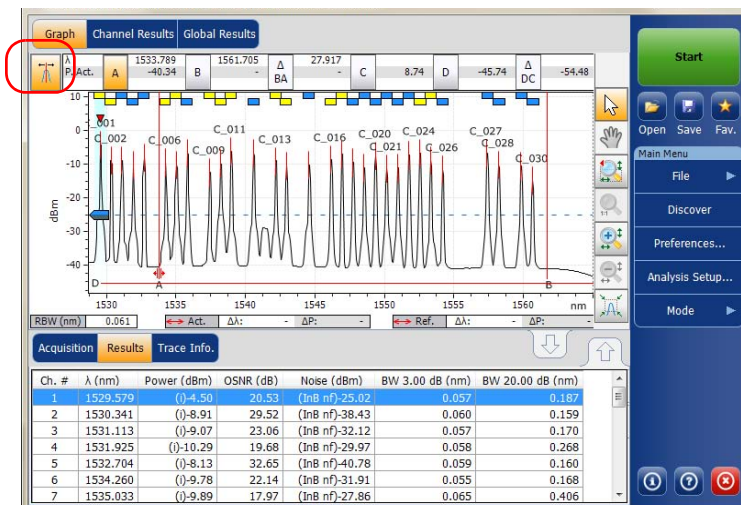 Graph Channel Results Global Results
λ 1533.789 1561.705 Δ 27.917 Δ
P. Act. A -40.34 B - BA - C 8.74 D -45.74 DC -54.48
10
0
-10
-20
-30
-40
dBm
C_001
C_002
C_006
C_009
C_011
C_013
C_016
C_020
C_021
C_024
C_026
C_027
C_028
C_030
D
A
B
1530 1535 1540 1545 1550 1555 1560 nm
RBW (nm) 0.061 Act. Δλ: - ΔP: - Ref. Δλ: - ΔP: -
1:1
Acquisition Results Trace Info.
Ch. # λ (nm) Power (dBm) OSNR (dB) Noise (dBm) BW 3.00 dB (nm) BW 20.00 dB (nm)
1 1529.579 (i)-4.50 20.53 (InB nf)-25.02 0.057 0.187
2 1530.341 (i)-8.91 29.52 (InB nf)-38.43 0.060 0.159
3 1531.113 (i)-9.07 23.06 (InB nf)-32.12 0.057 0.170
4 1531.925 (i)-10.29 19.68 (InB nf)-29.97 0.058 0.268
5 1532.704 (i)-8.13 32.65 (InB nf)-40.78 0.059 0.160
6 1534.260 (i)-9.78 22.14 (InB nf)-31.91 0.055 0.168
7 1535.033 (i)-9.89 17.97 (InB nf)-27.86 0.065 0.406
Start
Open Save Fav.
Main Menu
File
Discover
Preferences...
Analysis Setup...
Mode